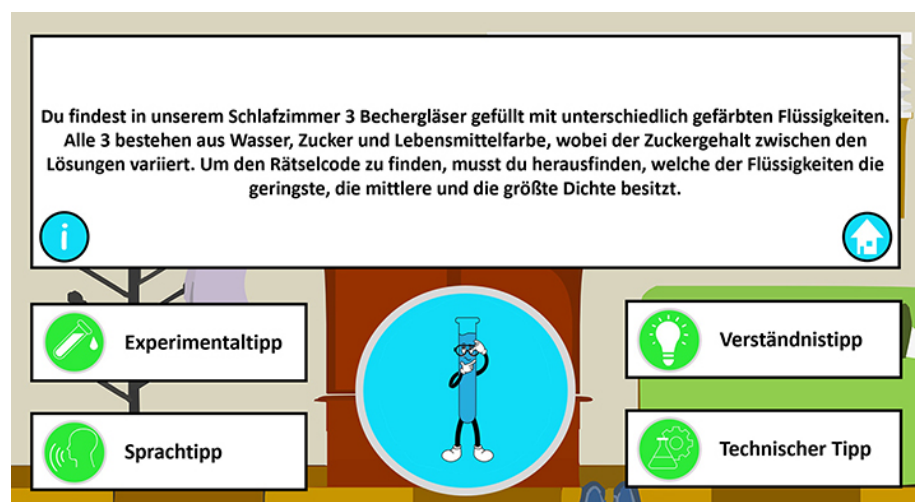 Du findest in unserem Schlafzimmer 3 Bechergläser gefüllt mit unterschiedlich gefärbten Flüssigkeiten.
Alle 3 bestehen aus Wasser, Zucker und Lebensmittelfarbe, wobei der Zuckergehalt zwischen den
Lösungen variiert. Um den Rätselcode zu finden, musst du herausfinden, welche der Flüssigkeiten die
geringste, die mittlere und die größte Dichte besitzt.
i
Experimentaltipp
Verständnistipp
Sprachtipp
Technischer Tipp